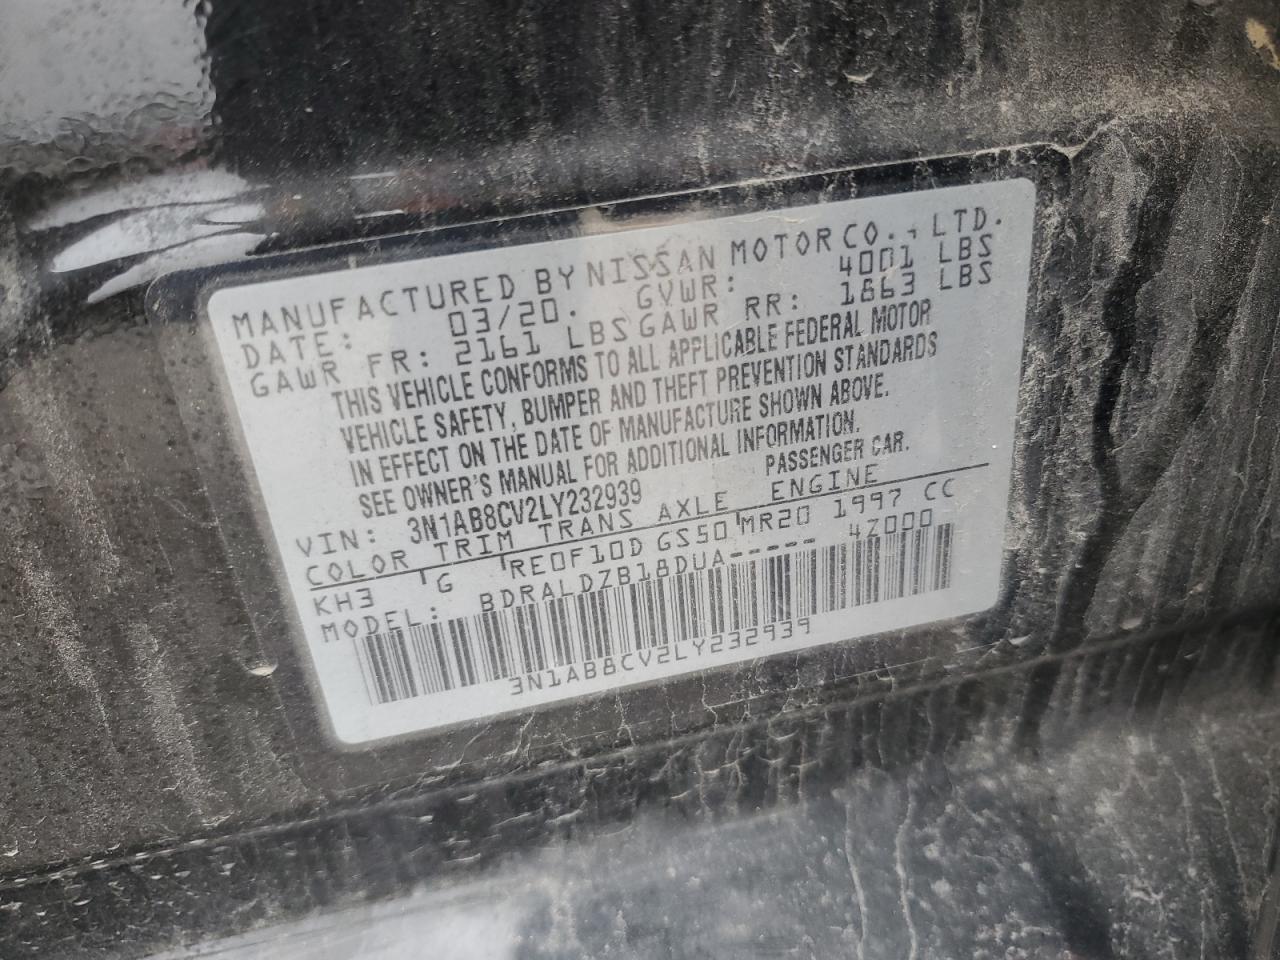 MANUFACTURED BY NISSAN MOTOR CO., LTD.
DATE: 03/20. GVWR: 4001 LBS
GAWR FR: 2161 LBS GAWR RR: 1863 LBS
THIS VEHICLE CONFORMS TO ALL APPLICABLE FEDERAL MOTOR
VEHICLE SAFETY, BUMPER AND THEFT PREVENTION STANDARDS
IN EFFECT ON THE DATE OF MANUFACTURE SHOWN ABOVE.
SEE OWNER'S MANUAL FOR ADDITIONAL INFORMATION.
VIN: 3N1AB8CV2LY232939 PASSENGER CAR.
COLOR TRIM TRANS AXLE ENGINE
KH3 G RE0F10D GS50 MR20 1997 CC
MODEL: BDRALDZB18DUA----- 4Z000
3N1AB8CV2LY232939